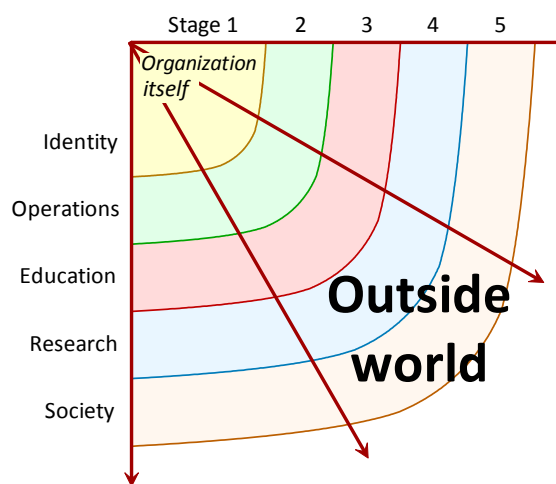 Stage 1 2 3 4 5
Organization
itself
Identity
Operations
Education
Outside
Research
world
Society